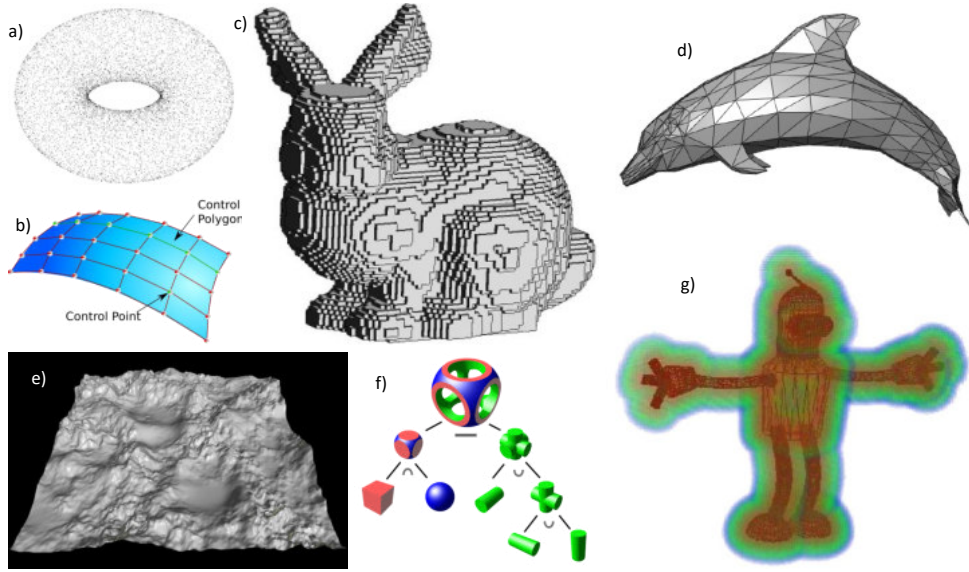 a)
c)
d)
b)
Control
Polygon
Control Point
g)
e)
f)